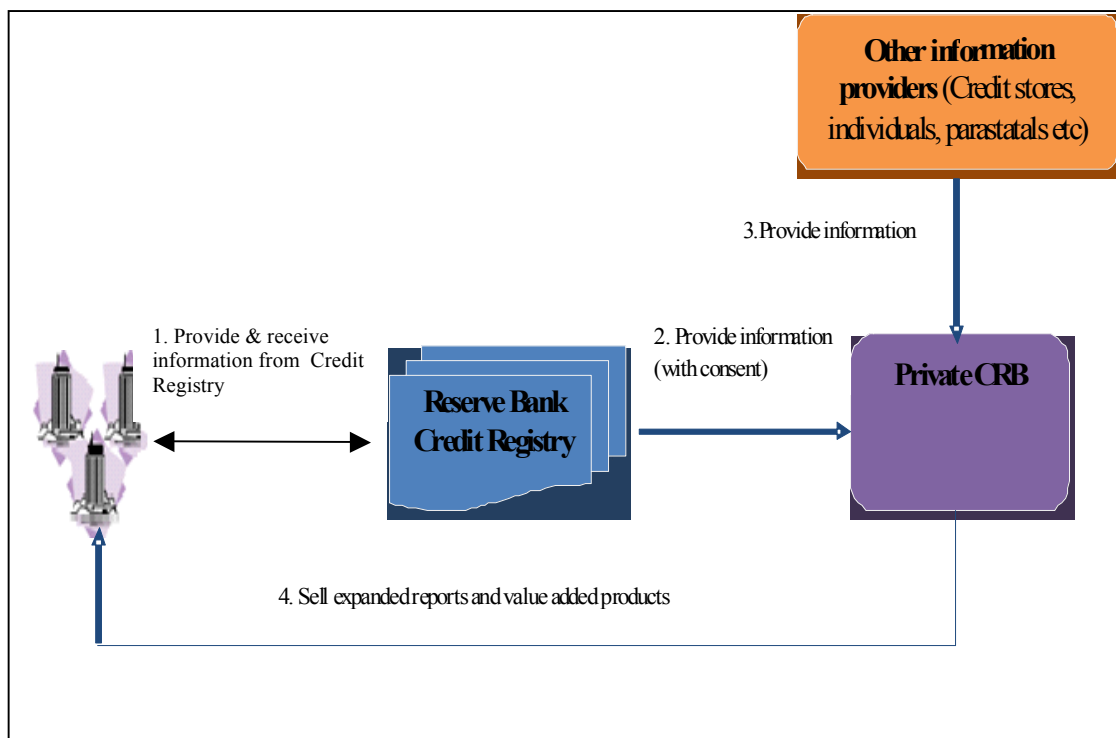 Other information
providers (Credit stores,
individuals, parastatals etc)
3.Provide information
1. Provide & receive
information from Credit
Registry
2. Provide information
(with consent)
Private CRB
Reserve Bank
Credit Registry
4. Sell expanded reports and value added products